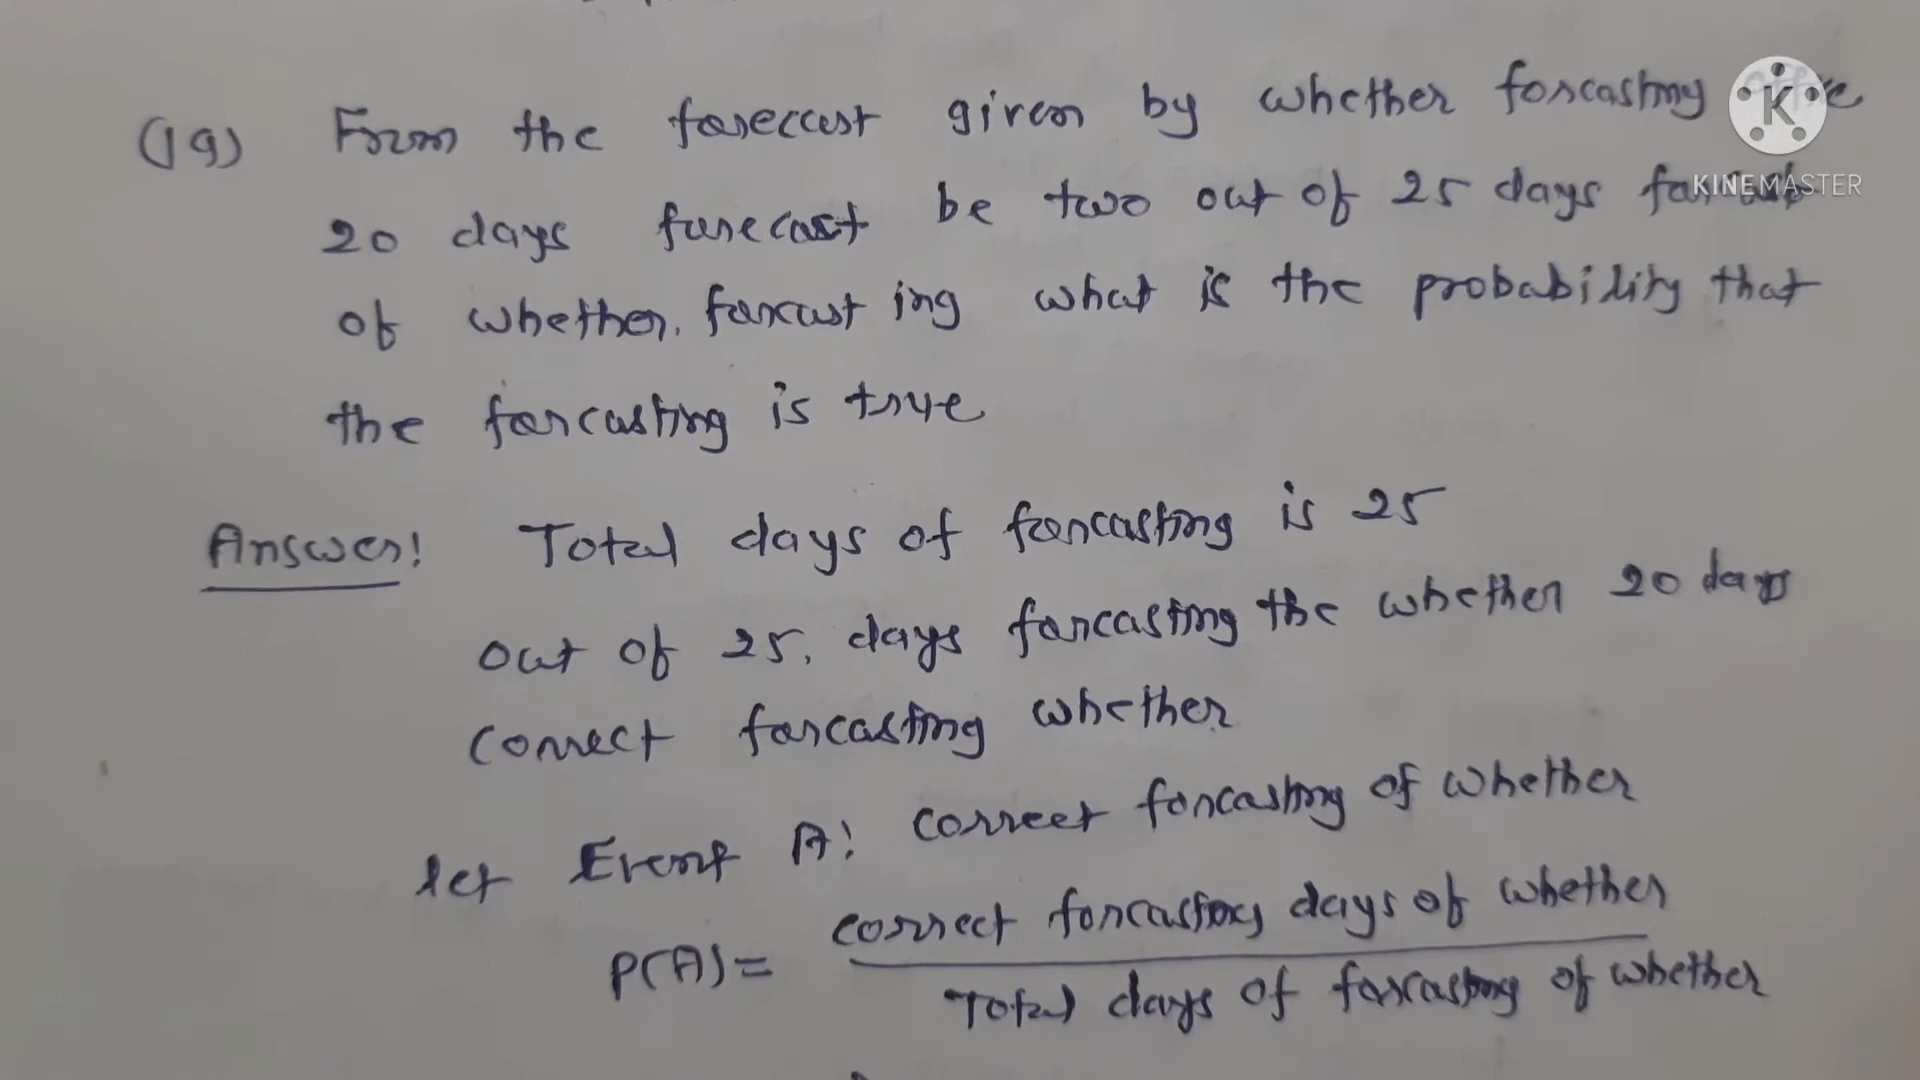 (19) From the foreccast given by whether forcasting office
20 days forecast be two out of 25 days
of whether. forcast ing what is the probability that
the forcasting is true
Answer! Total days of forcasting is 25
out of 25. days forcasting the whether 20 days
correct forcasting whether
let Event A! correct forcasting of whether
P(A) = correct forcasting days of whether
Total days of forcasting of whether
K
KINEMASTER